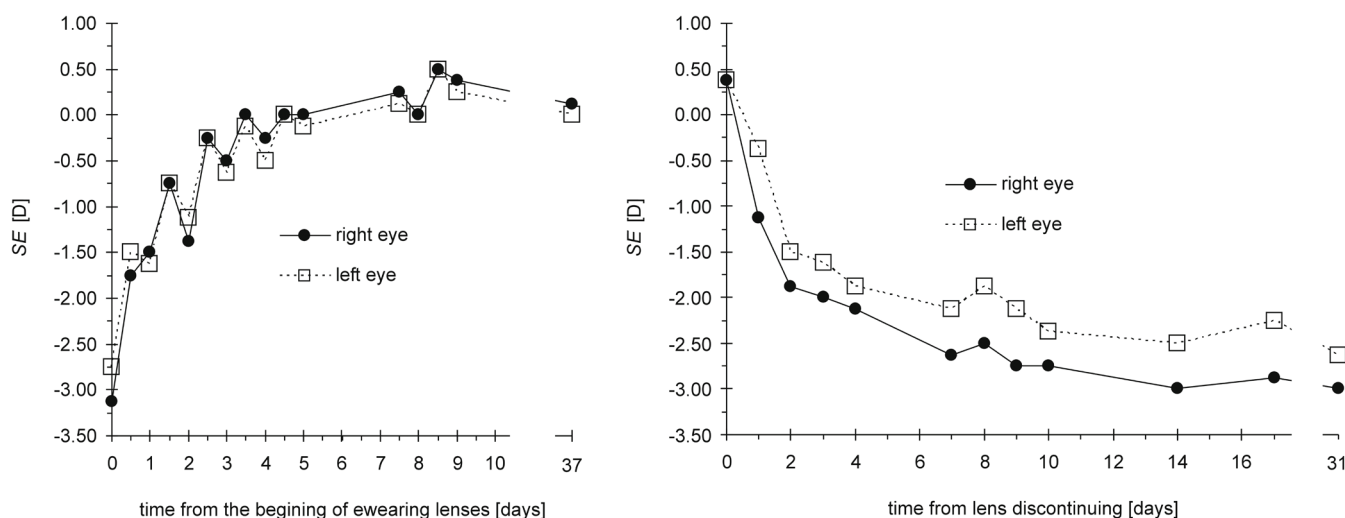 1.00
0.50
0.00
-0.50
-1.00
-1.50
-2.00
-2.50
-3.00
-3.50
SE [D]
right eye
left eye
0 1 2 3 4 5 6 7 8 9 10 37
time from the begining of ewearing lenses [days]
1.00
0.50
0.00
-0.50
-1.00
-1.50
-2.00
-2.50
-3.00
-3.50
SE [D]
right eye
left eye
0 2 4 6 8 10 12 14 16 31
time from lens discontinuing [days]